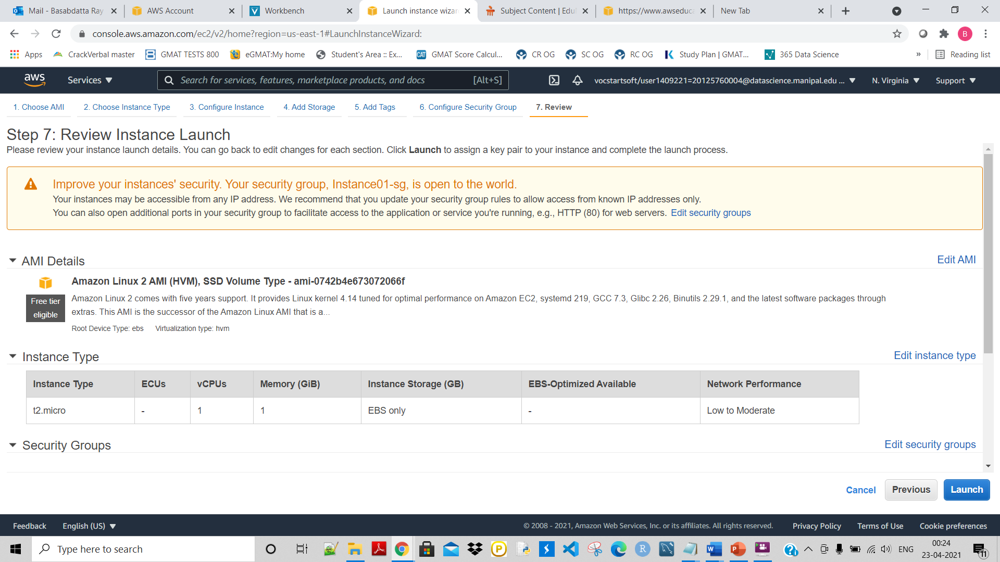 Mail - Basabdatta Ray
AWS Account
Workbench
Launch instance wizar
Subject Content | Edu
https://www.awseduca
New Tab
console.aws.amazon.com/ec2/v2/home?region=us-east-1#LaunchInstanceWizard:
B
Apps
CrackVerbal master
GMAT TESTS 800
eGMAT:My home
Student's Area :: Ex...
CAT
GMAT Score Calcul...
CR OG
SC OG
RC OG
Study Plan | GMAT...
365 Data Science
»
Reading list
aws
Services
Search for services, features, marketplace products, and docs
[Alt+S]
vocstartsoft/user1409221=20125760004@datascience.manipal.edu ...
N. Virginia
Support
1. Choose AMI
2. Choose Instance Type
3. Configure Instance
4. Add Storage
5. Add Tags
6. Configure Security Group
7. Review
Step 7: Review Instance Launch
Please review your instance launch details. You can go back to edit changes for each section. Click Launch to assign a key pair to your instance and complete the launch process.
Improve your instances' security. Your security group, Instance01-sg, is open to the world.
Your instances may be accessible from any IP address. We recommend that you update your security group rules to allow access from known IP addresses only.
You can also open additional ports in your security group to facilitate access to the application or service you're running, e.g., HTTP (80) for web servers. Edit security groups
AMI Details
Edit AMI
Amazon Linux 2 AMI (HVM), SSD Volume Type - ami-0742b4e673072066f
Free tier
eligible
Amazon Linux 2 comes with five years support. It provides Linux kernel 4.14 tuned for optimal performance on Amazon EC2, systemd 219, GCC 7.3, Glibc 2.26, Binutils 2.29.1, and the latest software packages through
extras. This AMI is the successor of the Amazon Linux AMI that is a...
Root Device Type: ebs
Virtualization type: hvm
Instance Type
Edit instance type
Instance Type ECUs vCPUs Memory (GiB) Instance Storage (GB) EBS-Optimized Available Network Performance
t2.micro - 1 1 EBS only - Low to Moderate
Security Groups
Edit security groups
Cancel
Previous
Launch
Feedback
English (US)
© 2008 - 2021, Amazon Web Services, Inc. or its affiliates. All rights reserved.
Privacy Policy
Terms of Use
Cookie preferences
Type here to search
ENG
00:24
23-04-2021
11